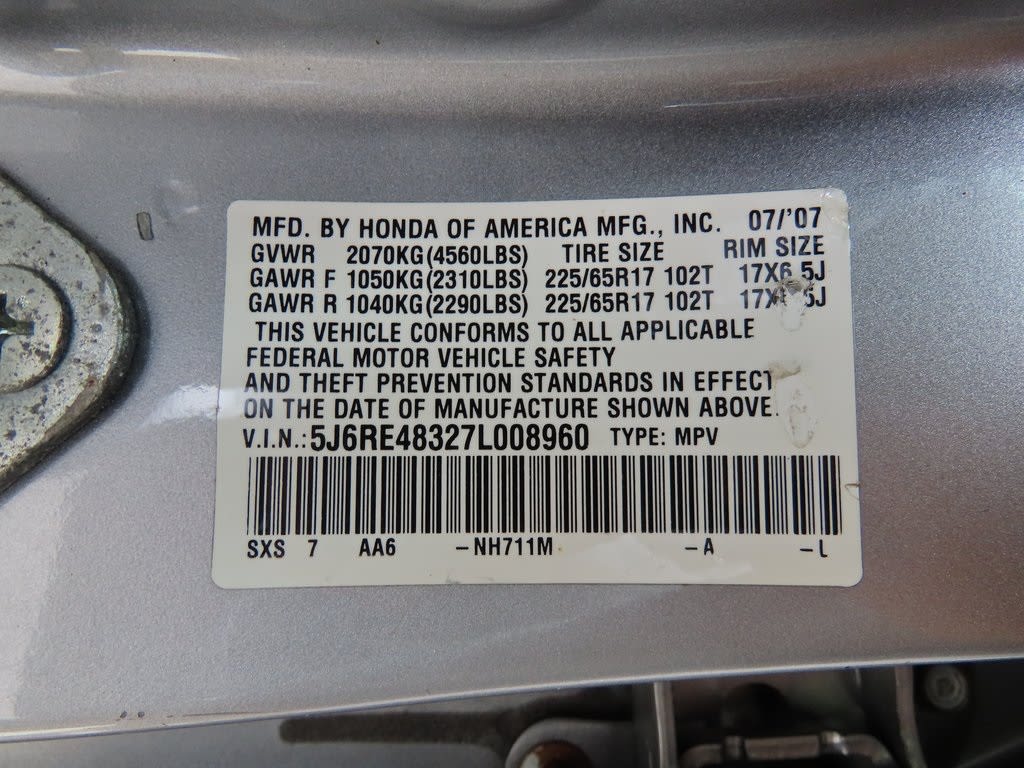 MFD. BY HONDA OF AMERICA MFG., INC. 07/'07
GVWR 2070KG(4560LBS) TIRE SIZE RIM SIZE
GAWR F 1050KG(2310LBS) 225/65R17 102T 17X6.5J
GAWR R 1040KG(2290LBS) 225/65R17 102T
THIS VEHICLE CONFORMS TO ALL APPLICABLE
FEDERAL MOTOR VEHICLE SAFETY
AND THEFT PREVENTION STANDARDS IN EFFECT
ON THE DATE OF MANUFACTURE SHOWN ABOVE.
V.I.N.: 5J6RE48327L008960 TYPE: MPV
SXS 7 AA6 -NH711M -A -L